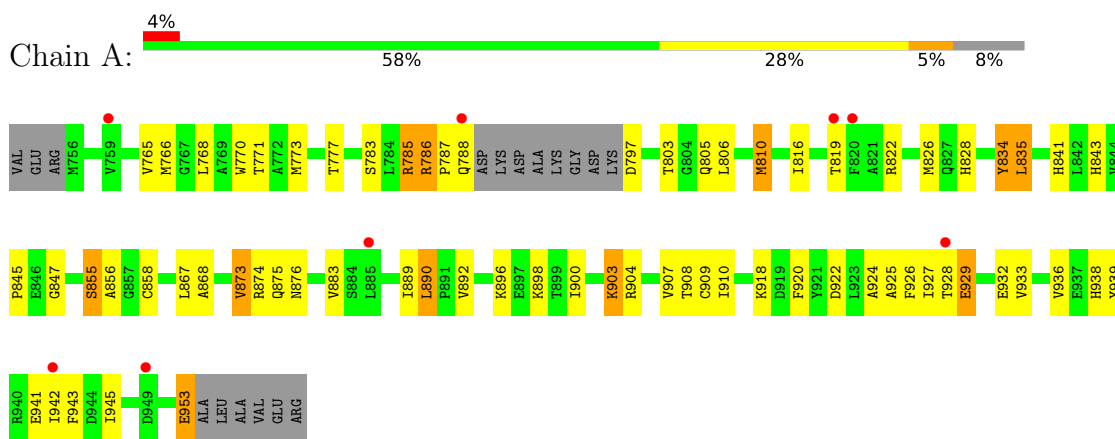 4%
Chain A:
58% 28% 5% 8%
VAL GLU ARG M756 V759 V765 M766 G767 L768 A769 W770 T771 A772 M773 T777 S783 L784 R785 R786 P787 Q788 ASP LYS ASP ALA LYS GLY ASP LYS D797 T803 G804 Q805 L806 M810 I816 T819 F820 A821 R822 M826 Q827 H828 Y834 L835 H841 L842 H843 V844
P845 E846 G847 S855 A856 G857 C858 L867 A868 V873 R874 Q875 N876 V883 S884 L885 I889 L890 P891 V892 K896 E897 K898 T899 I900 K903 R904 V907 T908 C909 I910 K918 D919 F920 Y921 D922 L923 A924 A925 F926 I927 T928 E929 E932 V933 V936 E937 H938 Y939
R940 E941 I942 F943 D944 I945 D949 E953 ALA LEU ALA VAL GLU ARG